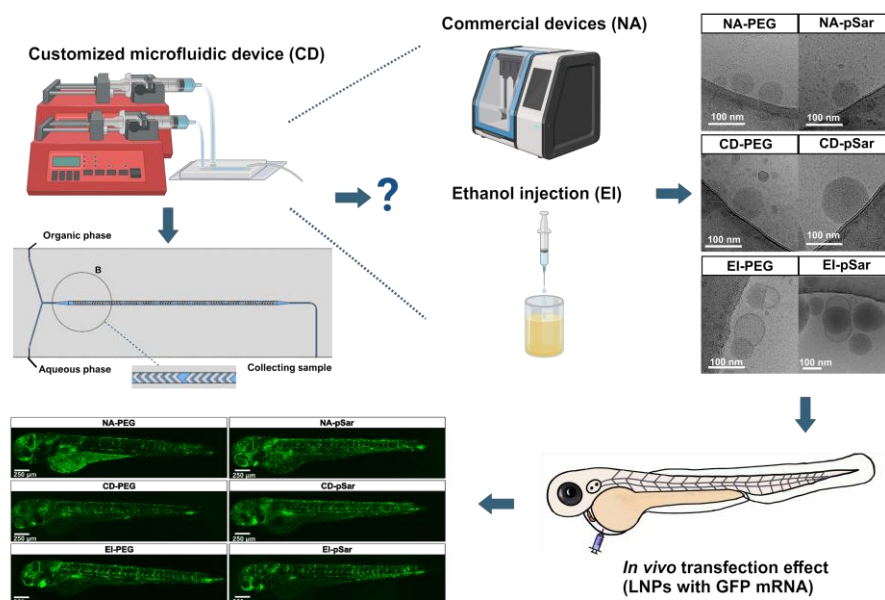 Customized microfluidic device (CD)
?
Commercial devices (NA)
Ethanol injection (EI)
Organic phase
B
Aqueous phase
Collecting sample
NA-PEG
NA-pSar
100 nm
100 nm
CD-PEG
CD-pSar
100 nm
100 nm
EI-PEG
EI-pSar
100 nm
100 nm
NA-PEG
NA-pSar
250 µm
250 µm
CD-PEG
CD-pSar
250 µm
250 µm
EI-PEG
EI-pSar
250 µm
In vivo transfection effect
(LNPs with GFP mRNA)